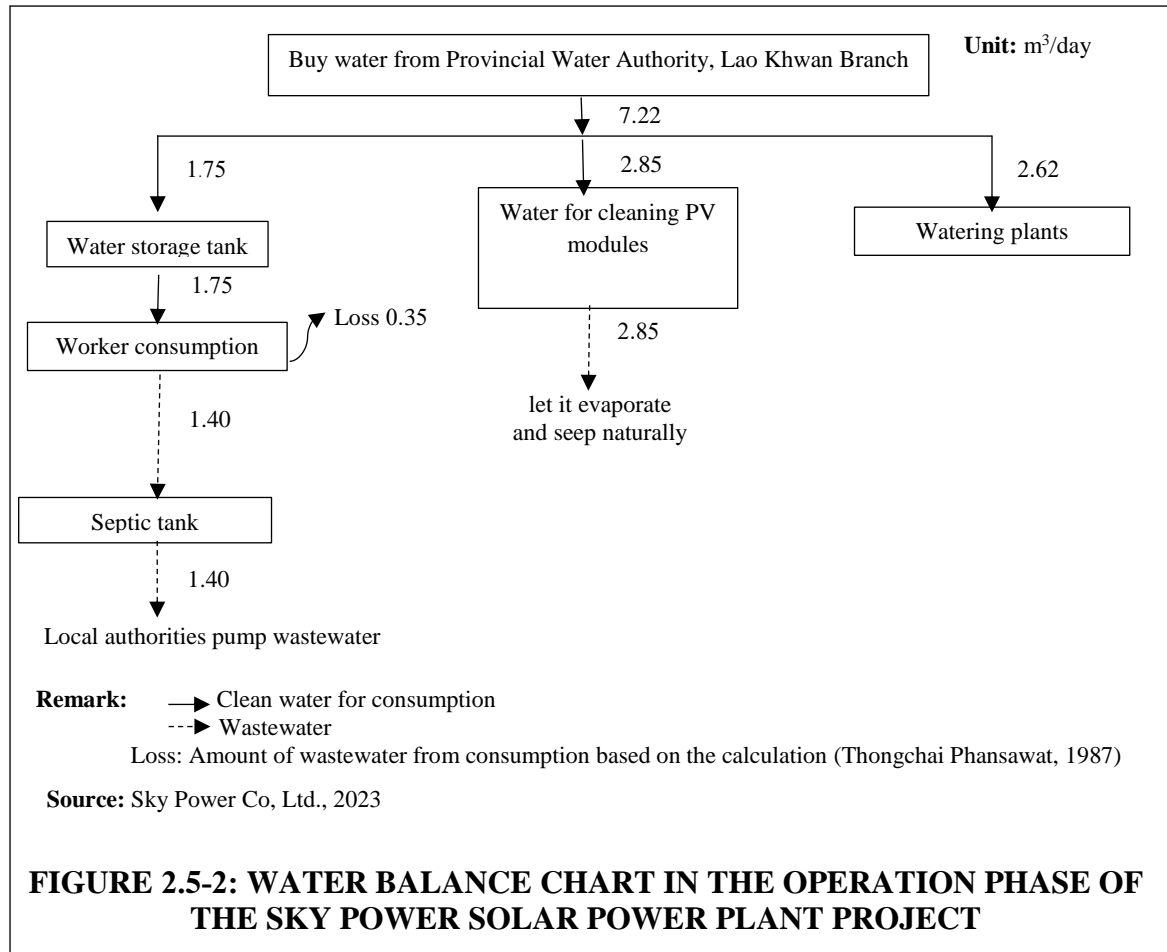 Buy water from Provincial Water Authority, Lao Khwan Branch
Unit: m³/day
7.22
1.75
2.85
2.62
Water storage tank
Water for cleaning PV
modules
Watering plants
1.75
Worker consumption
Loss 0.35
2.85
1.40
let it evaporate
and seep naturally
Septic tank
1.40
Local authorities pump wastewater
Remark:
Clean water for consumption
Wastewater
Loss: Amount of wastewater from consumption based on the calculation (Thongchai Phansawat, 1987)
Source: Sky Power Co, Ltd., 2023
FIGURE 2.5-2: WATER BALANCE CHART IN THE OPERATION PHASE OF
THE SKY POWER SOLAR POWER PLANT PROJECT